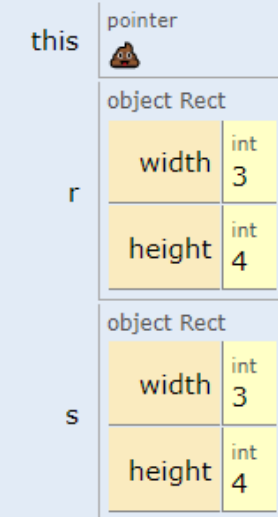 this
pointer
💩
r
object Rect
width
int
3
height
int
4
s
object Rect
width
int
3
height
int
4